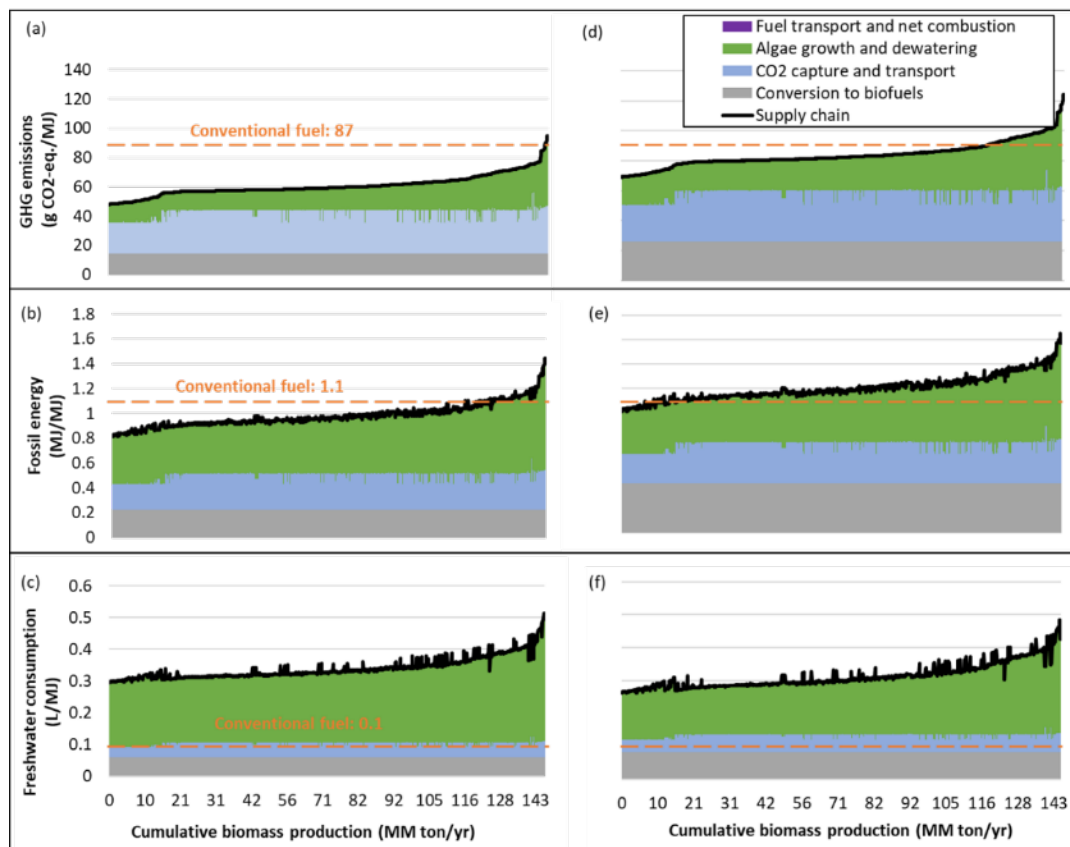 (a)
GHG emissions
(g CO2-eq./MJ)
140
120
100
80
60
40
20
0
Conventional fuel: 87
(d)
Fuel transport and net combustion
Algae growth and dewatering
CO2 capture and transport
Conversion to biofuels
Supply chain
(b)
Fossil energy
(MJ/MJ)
1.8
1.6
1.4
1.2
1
0.8
0.6
0.4
0.2
0
Conventional fuel: 1.1
(e)
(c)
Freshwater consumption
(L/MJ)
0.6
0.5
0.4
0.3
0.2
0.1
0
Conventional fuel: 0.1
0 10 21 32 42 56 71 82 92 105 116 128 143
Cumulative biomass production (MM ton/yr)
(f)
0 10 21 32 42 56 71 82 92 105 116 128 143
Cumulative biomass production (MM ton/yr)